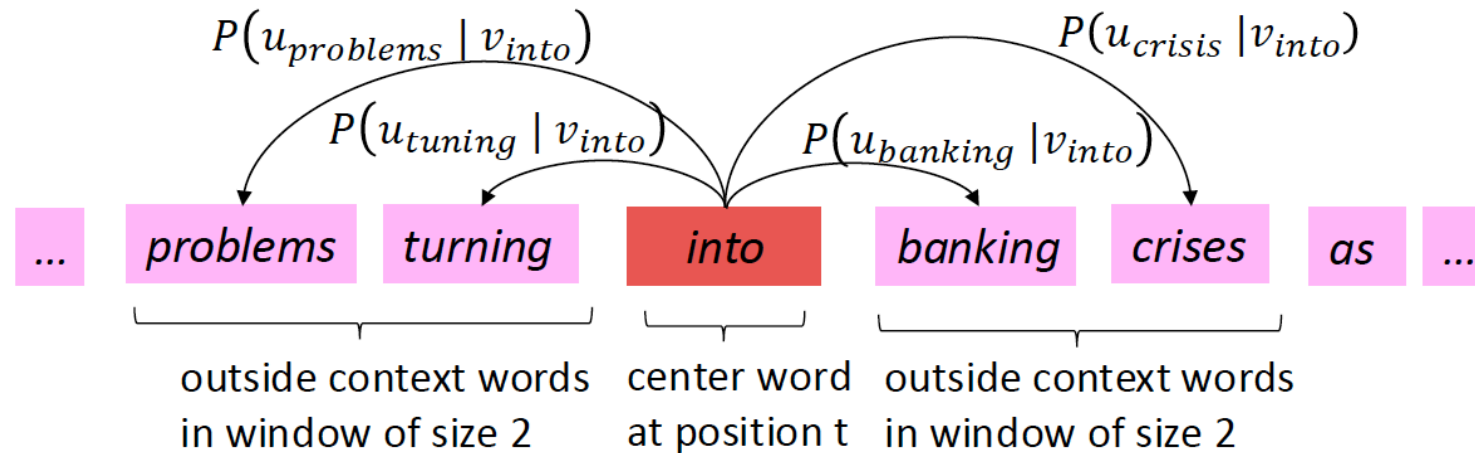 P(u_problems | v_into)
P(u_crisis | v_into)
P(u_tuning | v_into)
P(u_banking | v_into)
... problems turning into banking crises as ...
outside context words center word outside context words
in window of size 2 at position t in window of size 2